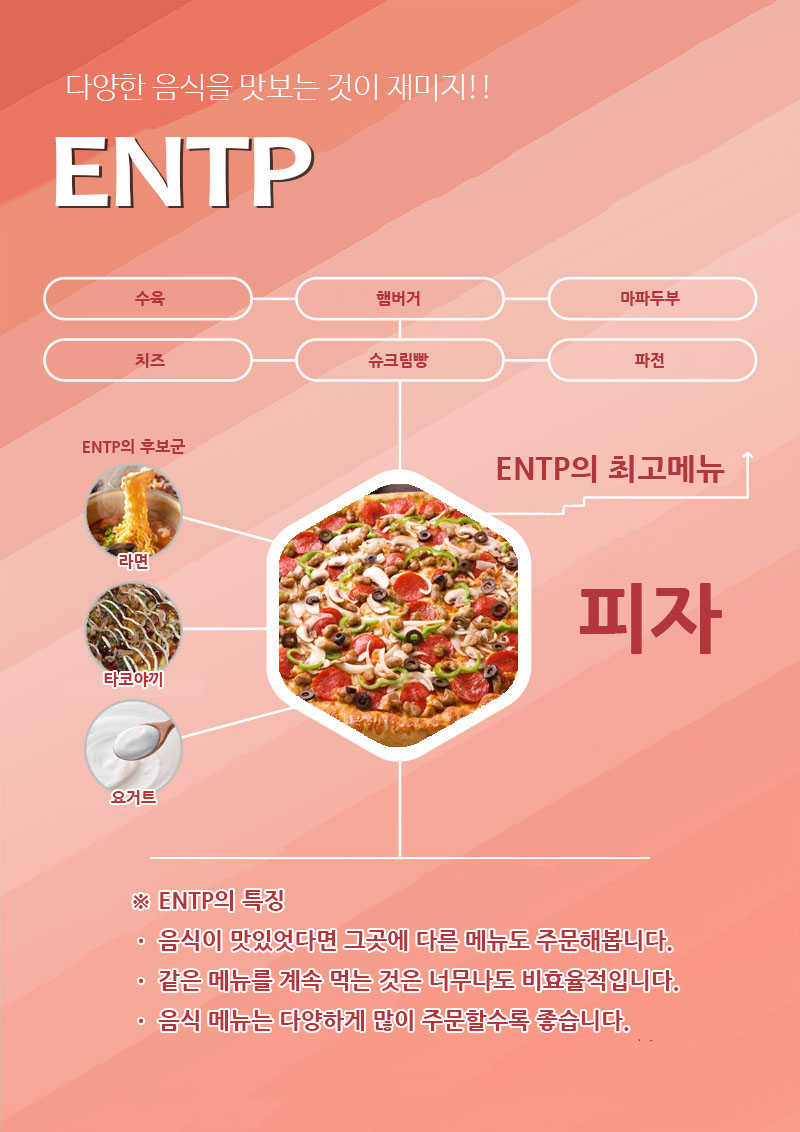 다양한 음식을 맛보는 것이 재미지!!
ENTP
수육 햄버거 마파두부
치즈 슈크림빵 파전
ENTP의 후보군
ENTP의 최고메뉴
라면
피자
타코야끼
요거트
※ ENTP의 특징
· 음식이 맛있엇다면 그곳에 다른 메뉴도 주문해봅니다.
· 같은 메뉴를 계속 먹는 것은 너무나도 비효율적입니다.
· 음식 메뉴는 다양하게 많이 주문할수록 좋습니다.